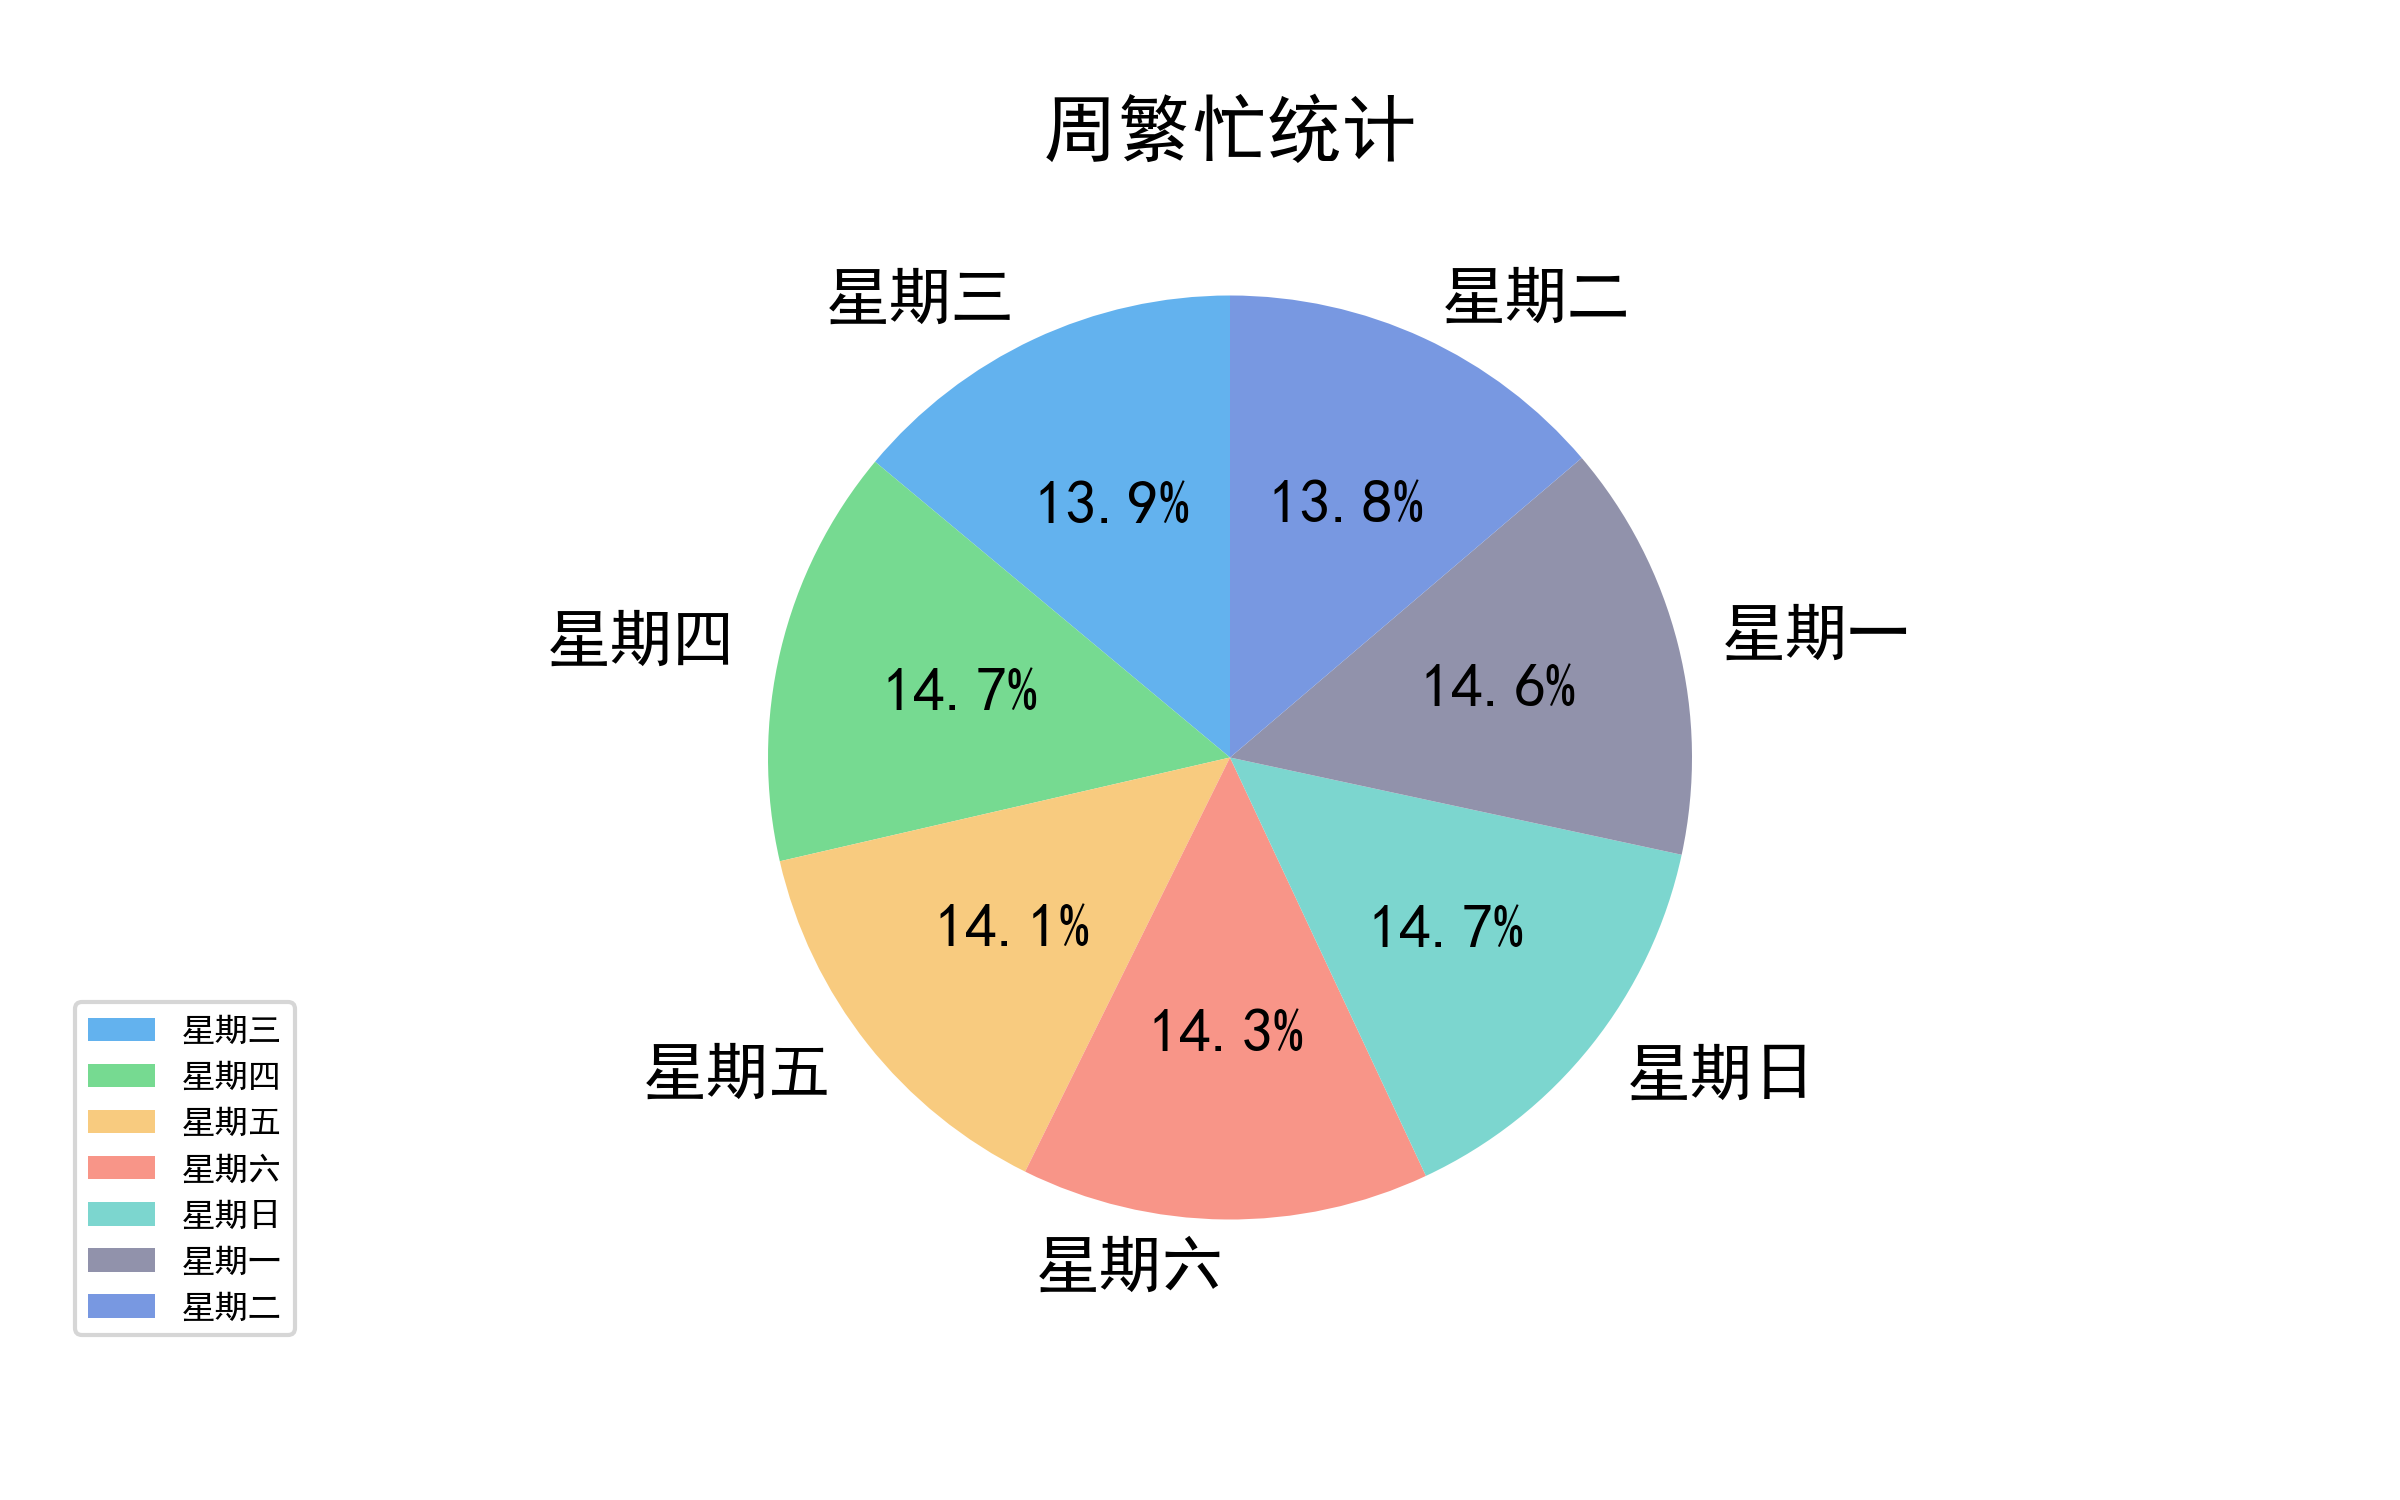 周繁忙统计
星期三
星期二
13.9%
13.8%
星期四
星期一
14.7%
14.6%
14.1%
14.7%
14.3%
星期五
星期日
星期六
星期三
星期四
星期五
星期六
星期日
星期一
星期二